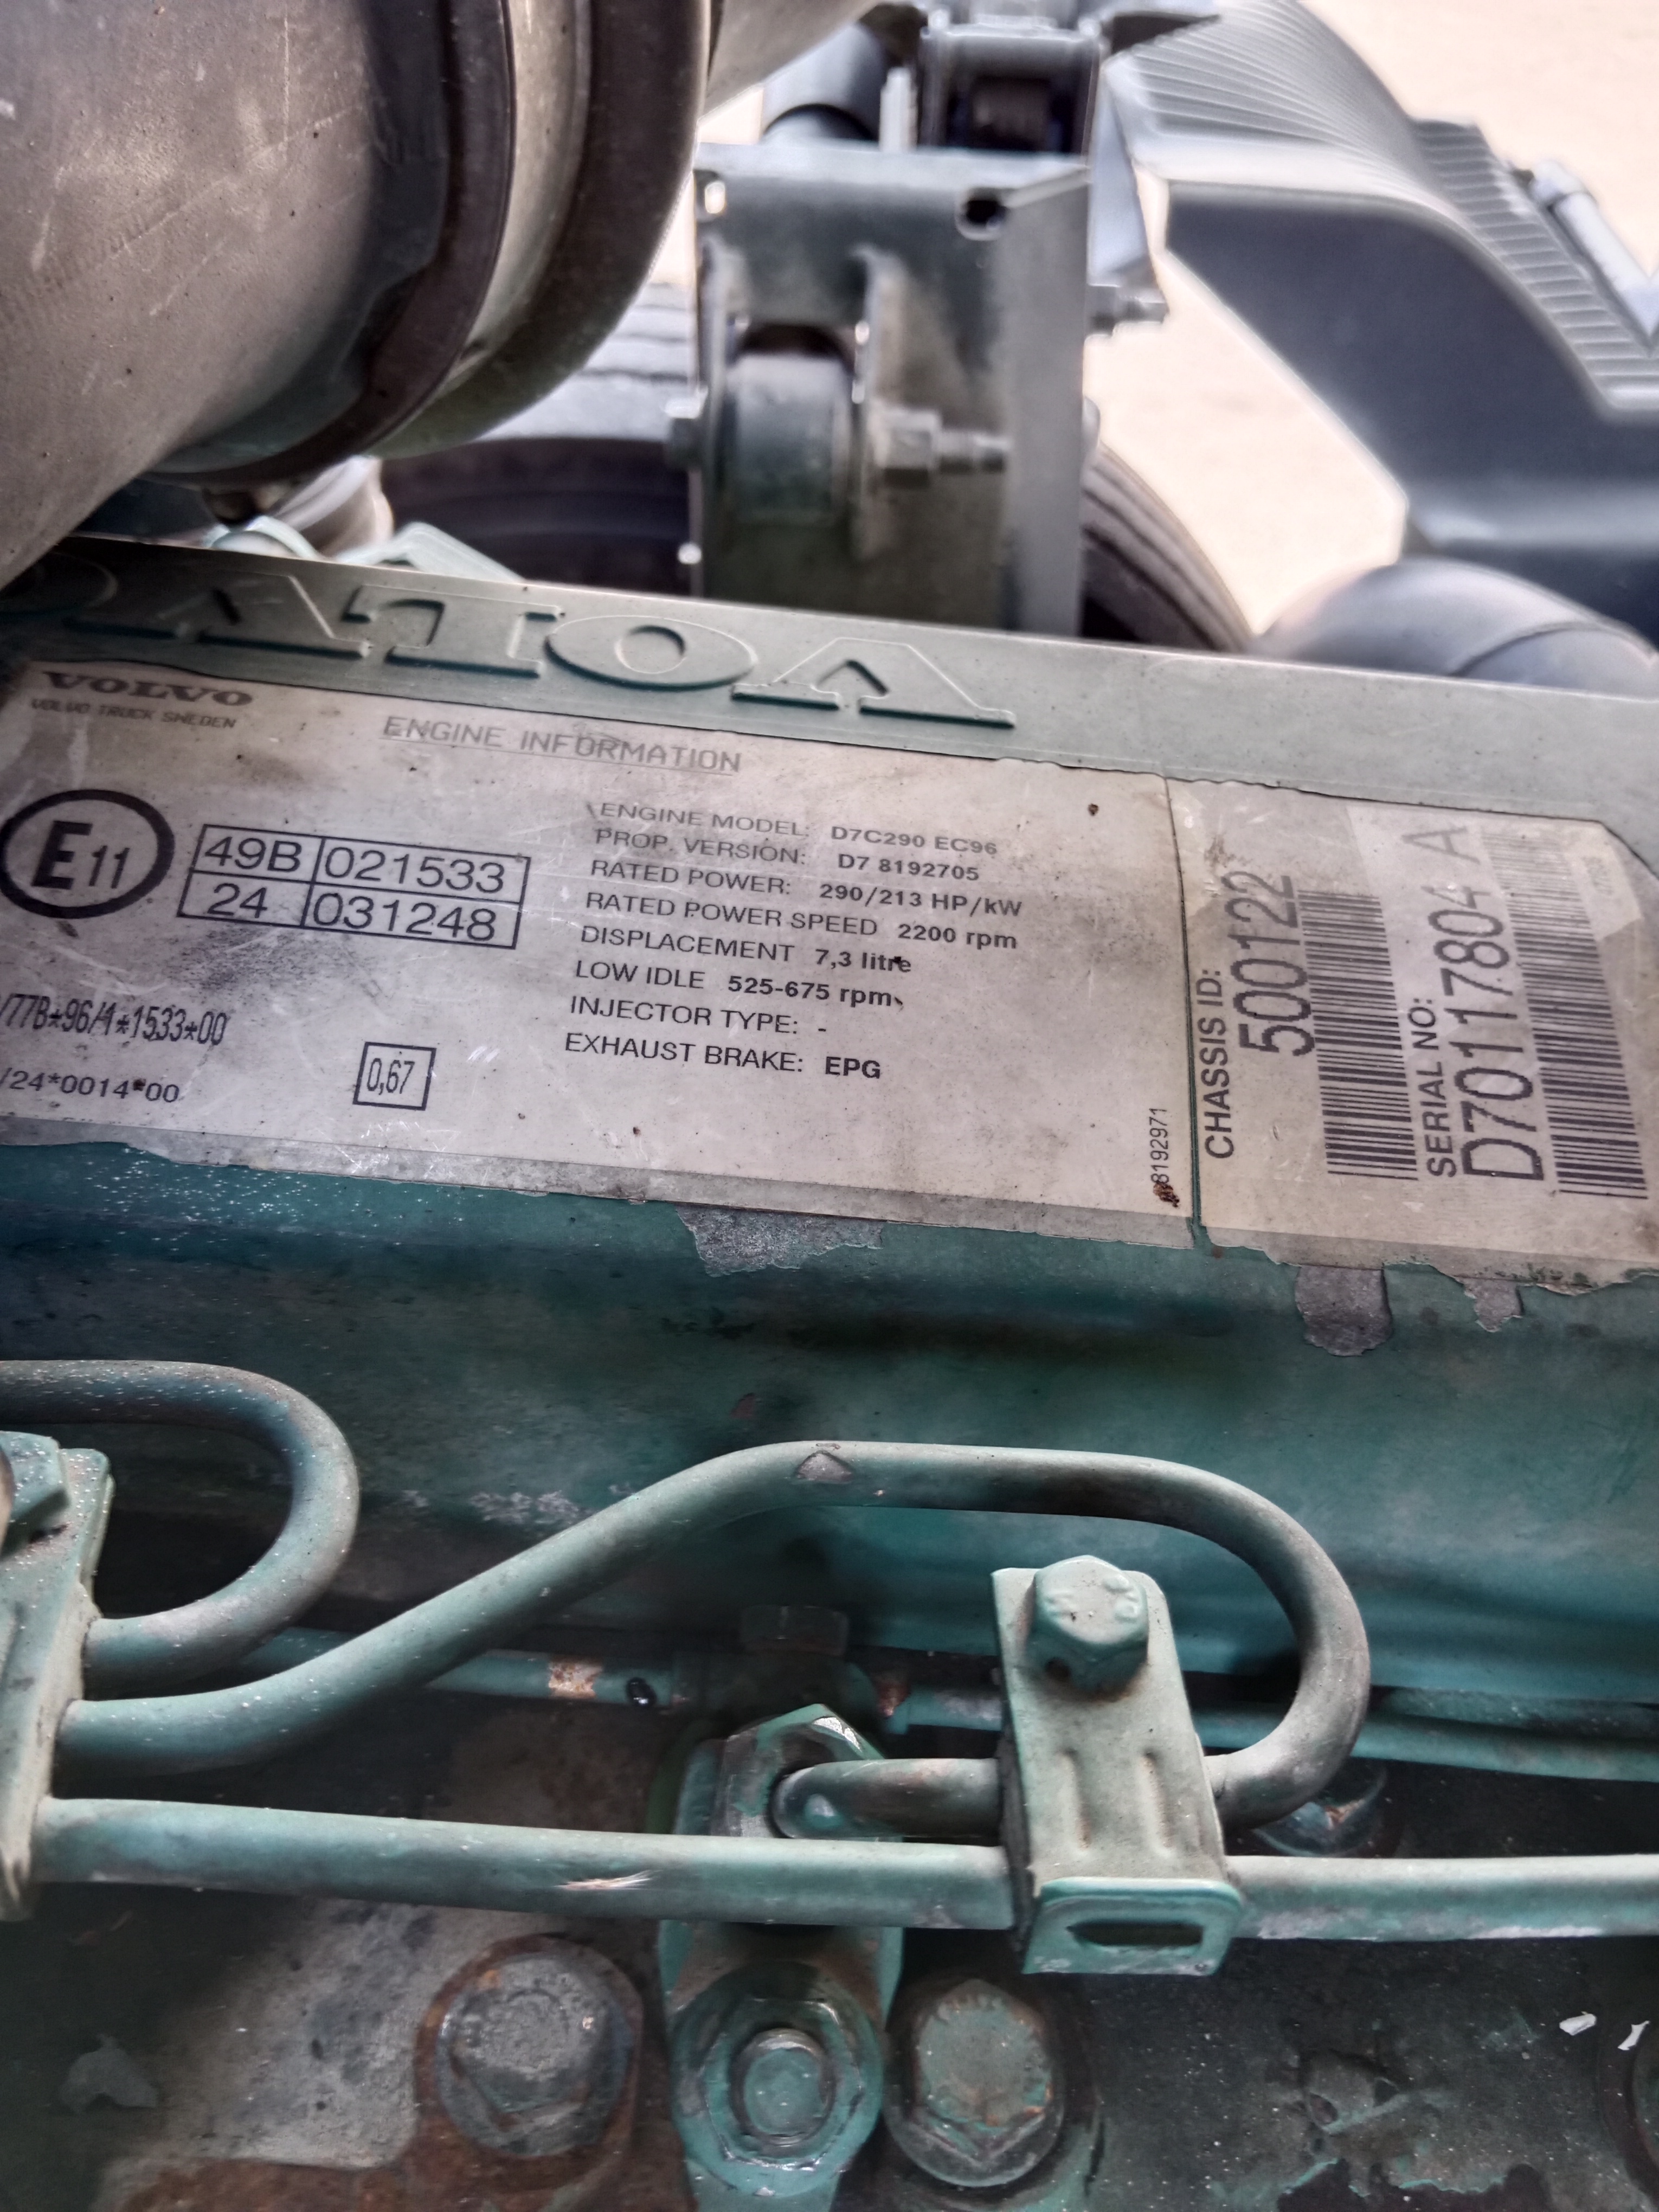 VOLVO
VOLVO
VOLVO TRUCK SWEDEN
ENGINE INFORMATION
E11
49B 021533
24 031248
/77B*96/1*1533*00
/24*0014*00
0,67
ENGINE MODEL: D7C290 EC96
PROP. VERSION: D7 8192705
RATED POWER: 290/213 HP/kW
RATED POWER SPEED 2200 rpm
DISPLACEMENT 7,3 litre
LOW IDLE 525-675 rpm
INJECTOR TYPE: -
EXHAUST BRAKE: EPG
8192971
CHASSIS ID:
500122
SERIAL NO:
D70117804 A